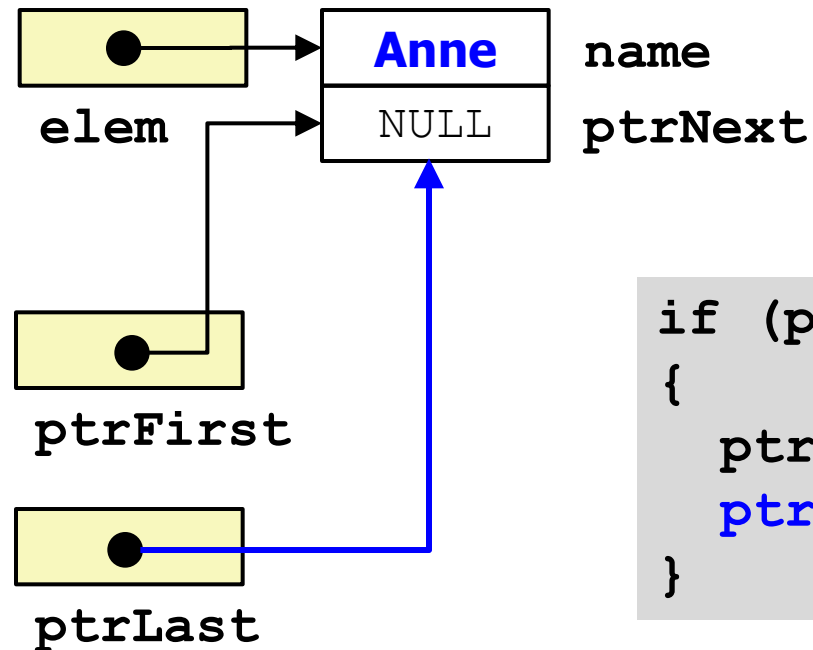 Anne
name
elem
NULL
ptrNext
ptrFirst
ptrLast
if (p
{
ptr
ptr
}